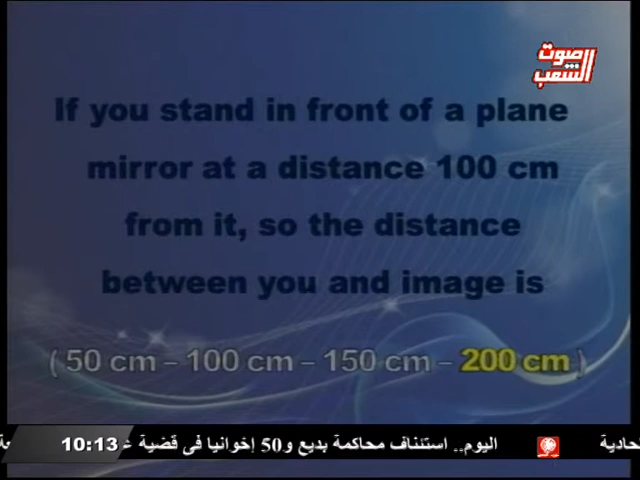 صوت
الشعب
If you stand in front of a plane
mirror at a distance 100 cm
from it, so the distance
between you and image is
( 50 cm – 100 cm – 150 cm – 200 cm )
10:13 اليوم.. استئناف محاكمة بديع و50 إخوانيا فى قضية